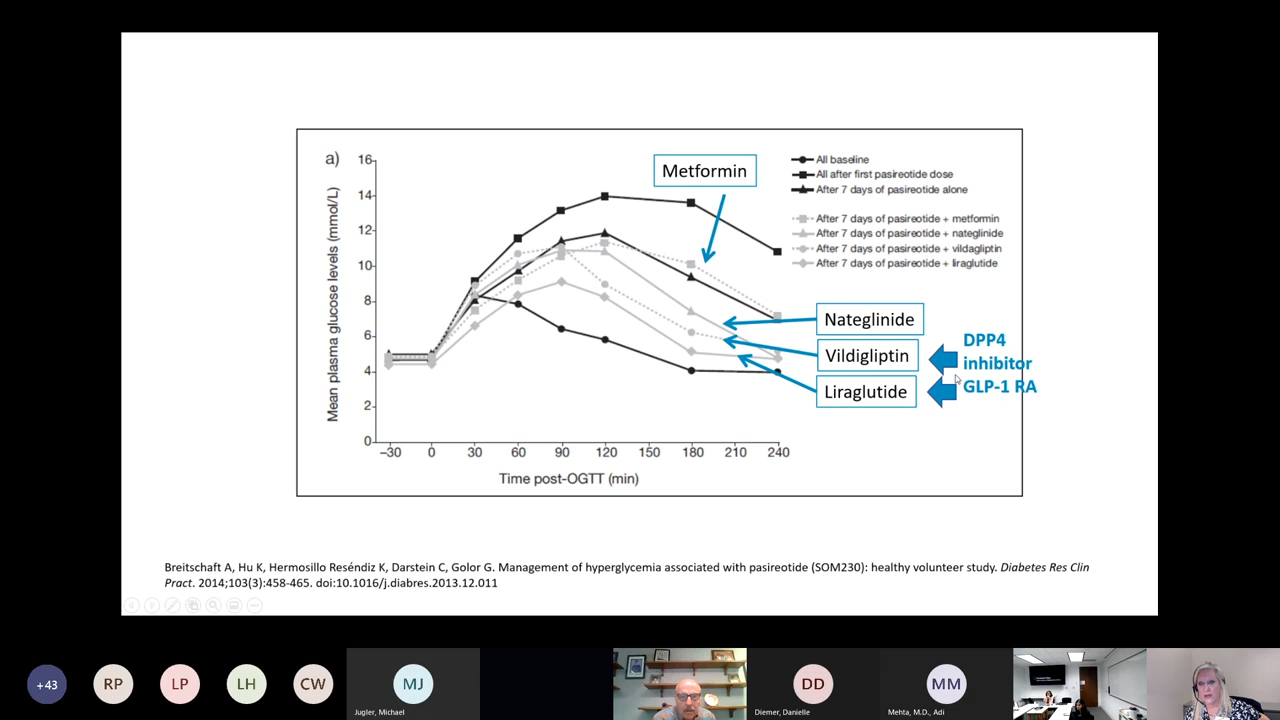 a)
16
14
12
10
8
6
4
2
0
Mean plasma glucose levels (mmol/L)
-30 0 30 60 90 120 150 180 210 240
Time post-OGTT (min)
Metformin
All baseline
All after first pasireotide dose
After 7 days of pasireotide alone
After 7 days of pasireotide + metformin
After 7 days of pasireotide + nateglinide
After 7 days of pasireotide + vildagliptin
After 7 days of pasireotide + liraglutide
Nateglinide
Vildigliptin
Liraglutide
DPP4
inhibitor
GLP-1 RA
Breitschaft A, Hu K, Hermosillo Reséndiz K, Darstein C, Golor G. Management of hyperglycemia associated with pasireotide (SOM230): healthy volunteer study. Diabetes Res Clin
Pract. 2014;103(3):458-465. doi:10.1016/j.diabres.2013.12.011
+43 RP LP LH CW MJ DD MM
Jugler, Michael
Diemer, Danielle
Mehta, M.D., Adi